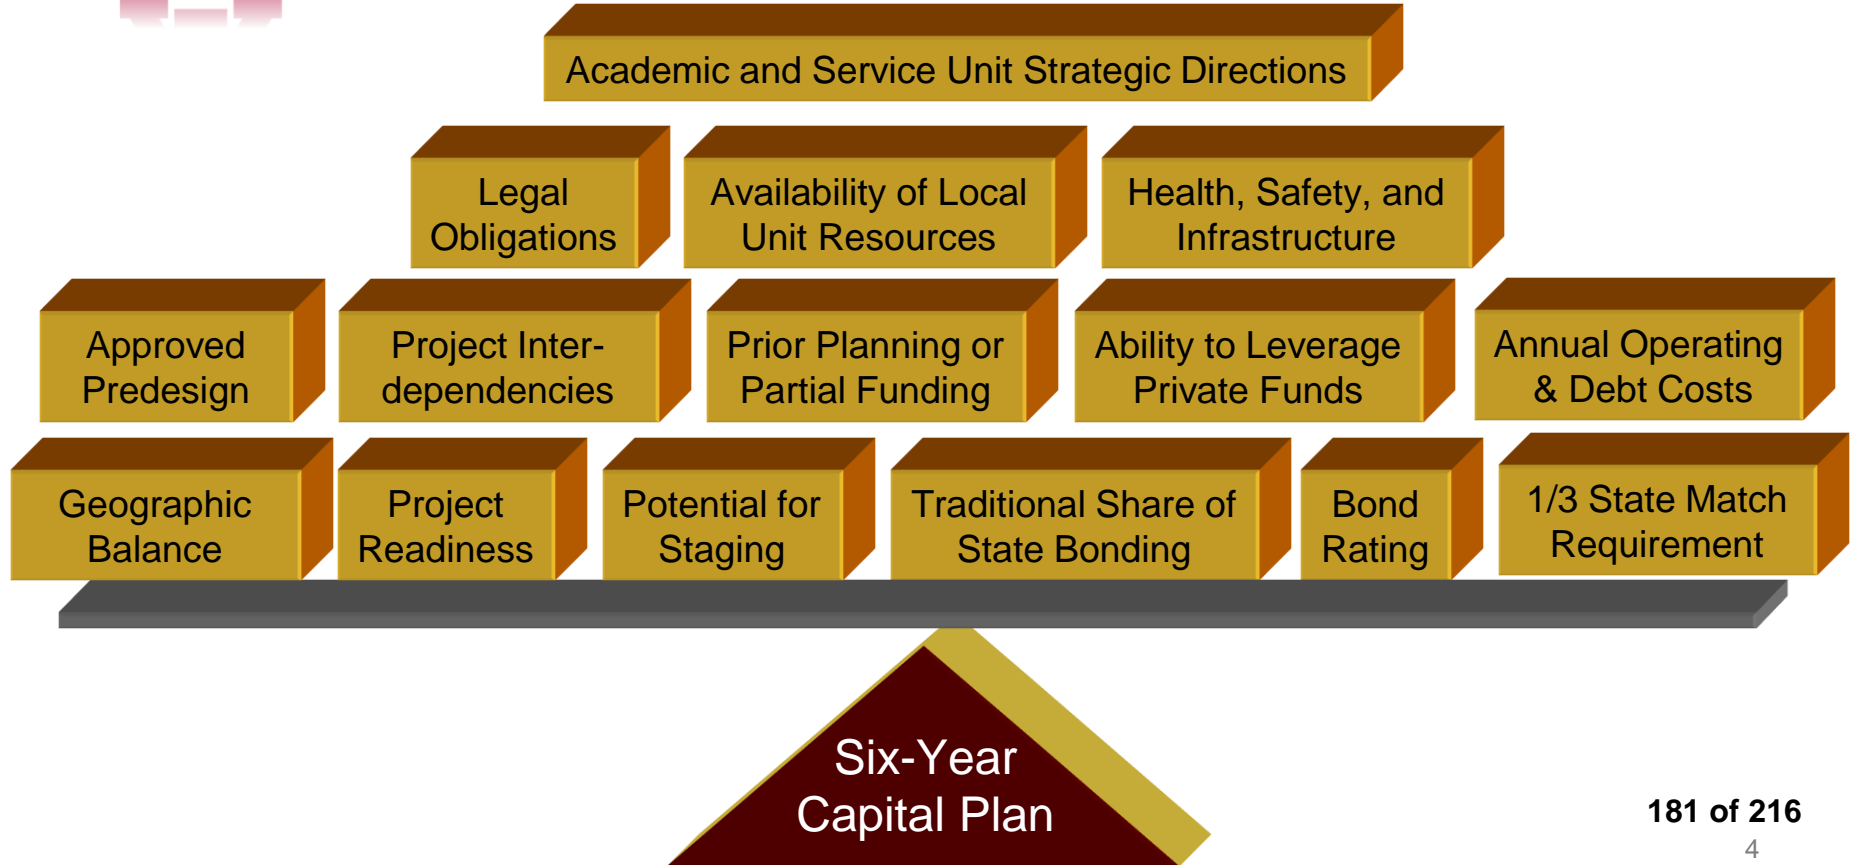 Academic and Service Unit Strategic Directions
Legal
Obligations
Availability of Local
Unit Resources
Health, Safety, and
Infrastructure
Approved
Predesign
Project Inter-
dependencies
Prior Planning or
Partial Funding
Ability to Leverage
Private Funds
Annual Operating
& Debt Costs
Geographic
Balance
Project
Readiness
Potential for
Staging
Traditional Share of
State Bonding
Bond
Rating
1/3 State Match
Requirement
Six-Year
Capital Plan
181 of 216
4